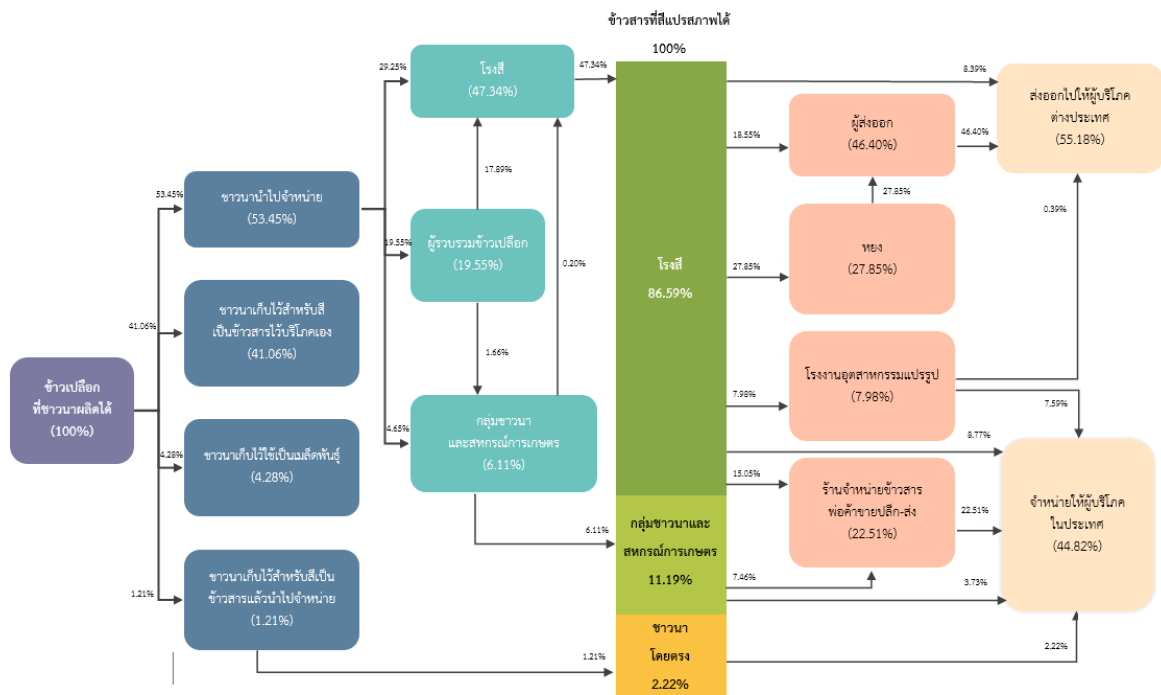 ข้าวสารที่สีแปรสภาพได้
100%
ข้าวเปลือก
ที่ชาวนาผลิตได้
(100%)
53.45%
41.06%
4.28%
1.21%
ชาวนานำไปจำหน่าย
(53.45%)
ชาวนาเก็บไว้สำหรับสี
เป็นข้าวสารไว้บริโภคเอง
(41.06%)
ชาวนาเก็บไว้ใช้เป็นเมล็ดพันธุ์
(4.28%)
ชาวนาเก็บไว้สำหรับสีเป็น
ข้าวสารแล้วนำไปจำหน่าย
(1.21%)
29.25%
19.55%
4.65%
โรงสี
(47.34%)
17.89%
ผู้รวบรวมข้าวเปลือก
(19.55%)
0.20%
1.66%
กลุ่มชาวนา
และสหกรณ์การเกษตร
(6.11%)
47.34%
6.11%
1.21%
โรงสี
86.59%
กลุ่มชาวนาและ
สหกรณ์การเกษตร
11.19%
ชาวนา
โดยตรง
2.22%
8.39%
18.55%
27.85%
7.98%
8.77%
15.05%
7.46%
3.73%
2.22%
ผู้ส่งออก
(46.40%)
27.85%
หยง
(27.85%)
โรงงานอุตสาหกรรมแปรรูป
(7.98%)
ร้านจำหน่ายข้าวสาร
พ่อค้าขายปลีก-ส่ง
(22.51%)
46.40%
0.39%
7.59%
22.51%
ส่งออกไปให้ผู้บริโภค
ต่างประเทศ
(55.18%)
จำหน่ายให้ผู้บริโภค
ในประเทศ
(44.82%)